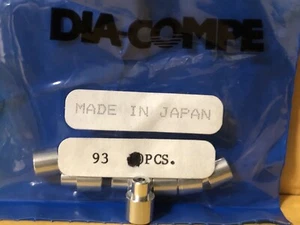 DIA-COMPE
MADE IN JAPAN
93 PCS.